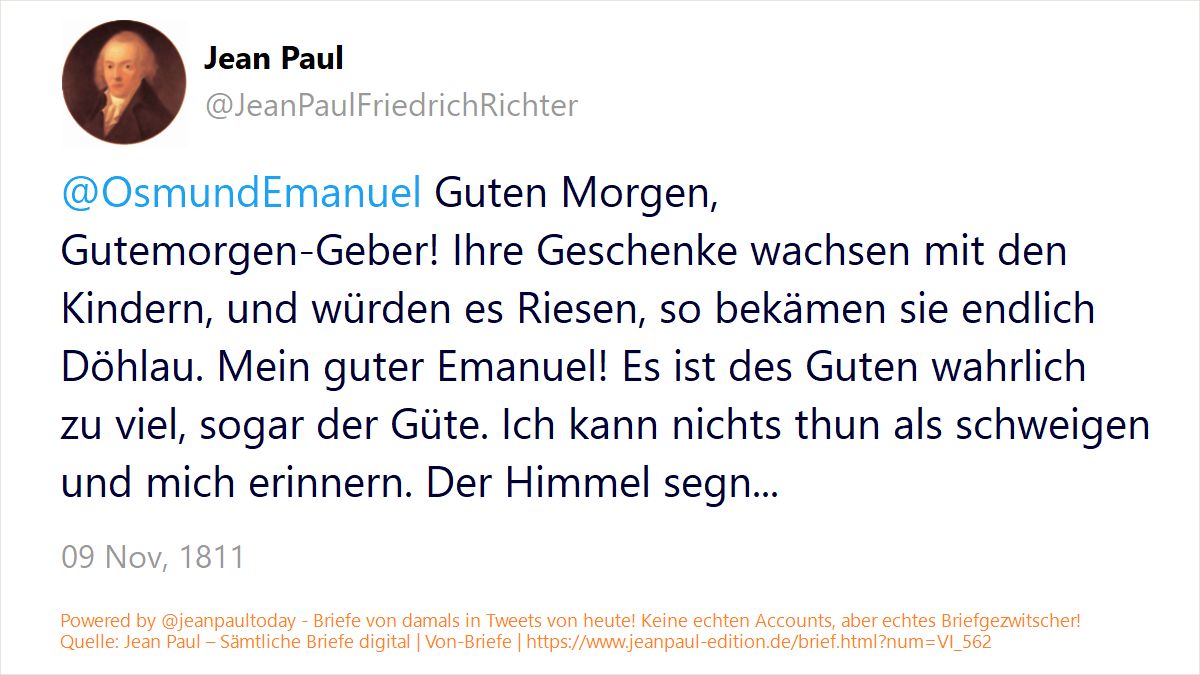 Jean Paul
@JeanPaulFriedrichRichter
@OsmundEmanuel Guten Morgen,
Gutemorgen-Geber! Ihre Geschenke wachsen mit den
Kindern, und würden es Riesen, so bekämen sie endlich
Döhlau. Mein guter Emanuel! Es ist des Guten wahrlich
zu viel, sogar der Güte. Ich kann nichts thun als schweigen
und mich erinnern. Der Himmel segn...
09 Nov, 1811
Powered by @jeanpaultoday - Briefe von damals in Tweets von heute! Keine echten Accounts, aber echtes Briefgezwitscher!
Quelle: Jean Paul – Sämtliche Briefe digital | Von-Briefe | https://www.jeanpaul-edition.de/brief.html?num=VI_562